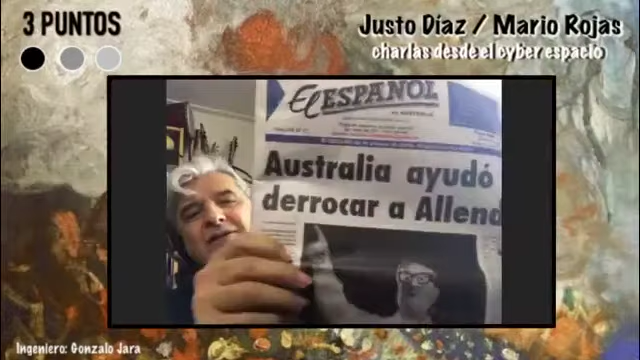 3 PUNTOS
Justo Díaz / Mario Rojas
charlas desde el cyber espacio
El ESPAÑOL
Australia ayudó
derrocar a Allend
Ingeniero: Gonzalo Jara